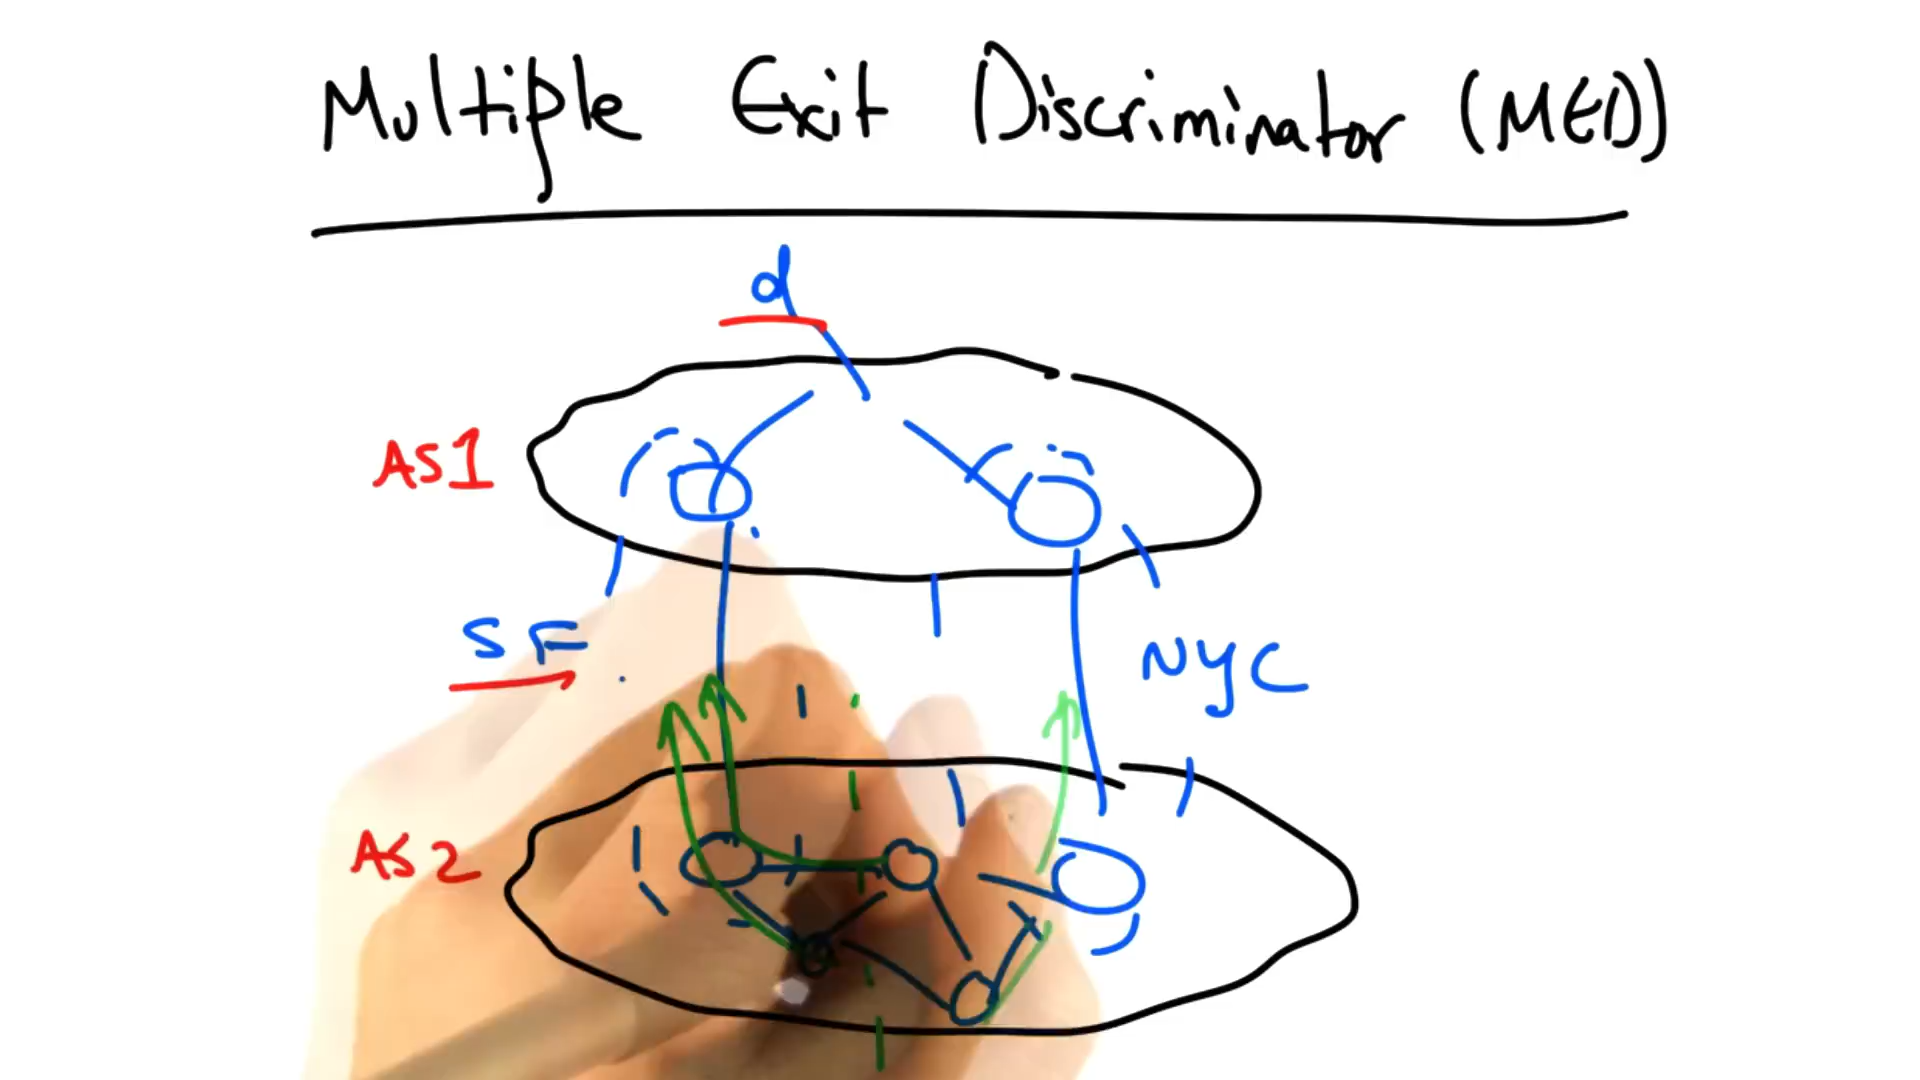 Multiple Exit Discriminator (MED)
d
AS1
SF
NYC
AS2